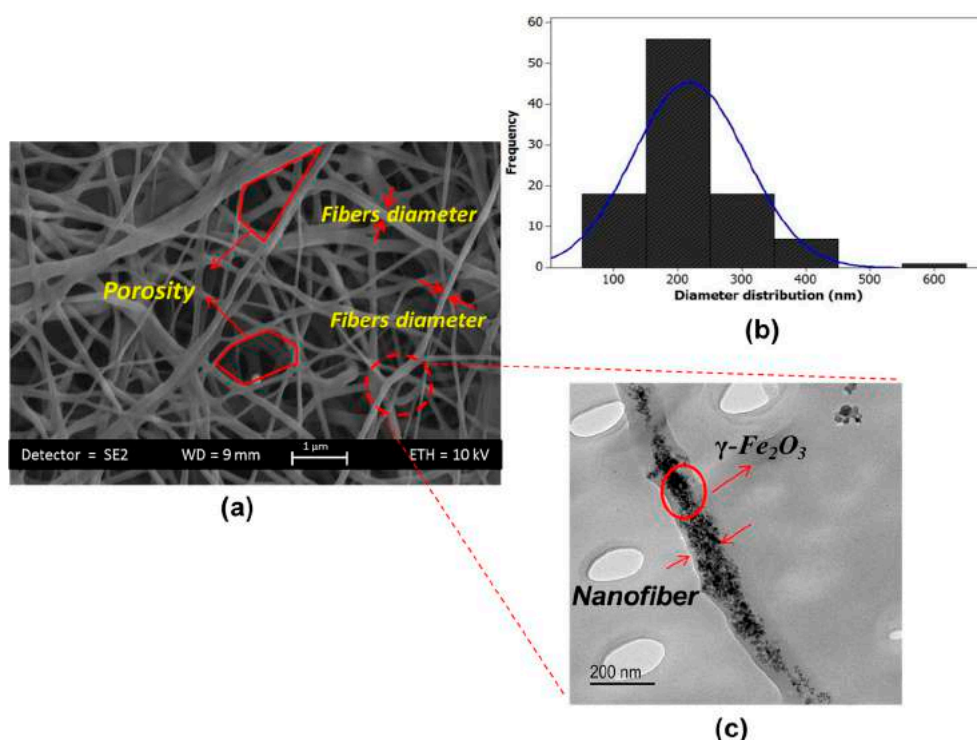 Fibers diameter
Porosity
Fibers diameter
Detector = SE2 WD = 9 mm 1 μm ETH = 10 kV
(a)
60
50
40
30
20
10
0
Frequency
100 200 300 400 500 600
Diameter distribution (nm)
(b)
γ-Fe₂O₃
Nanofiber
200 nm
(c)